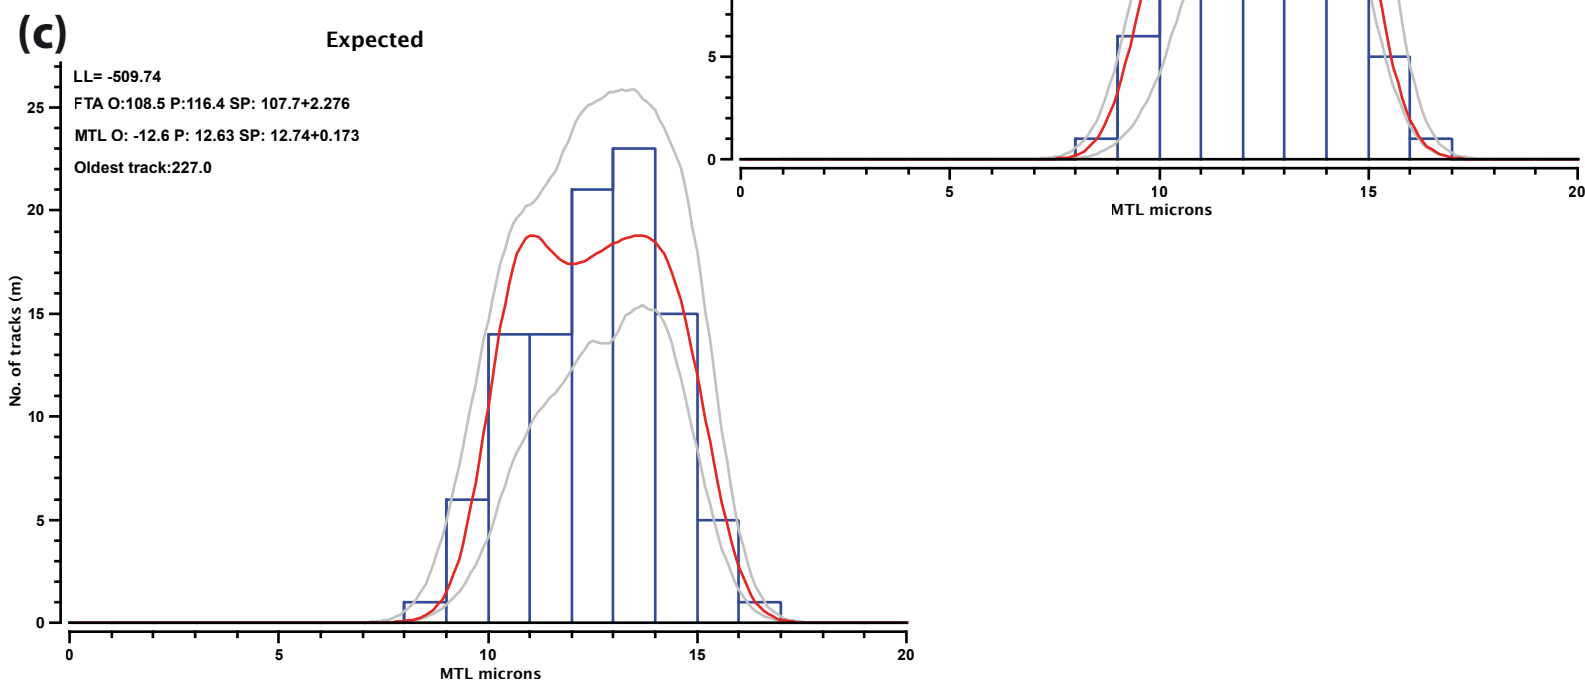 (c)
Expected
LL= -509.74
FTA O:108.5 P:116.4 SP: 107.7+2.276
MTL O: -12.6 P: 12.63 SP: 12.74+0.173
Oldest track:227.0
25
20
15
10
5
0
No. of tracks (m)
0 5 10 15 20
MTL microns
5
0
0 5 10 15 20
MTL microns